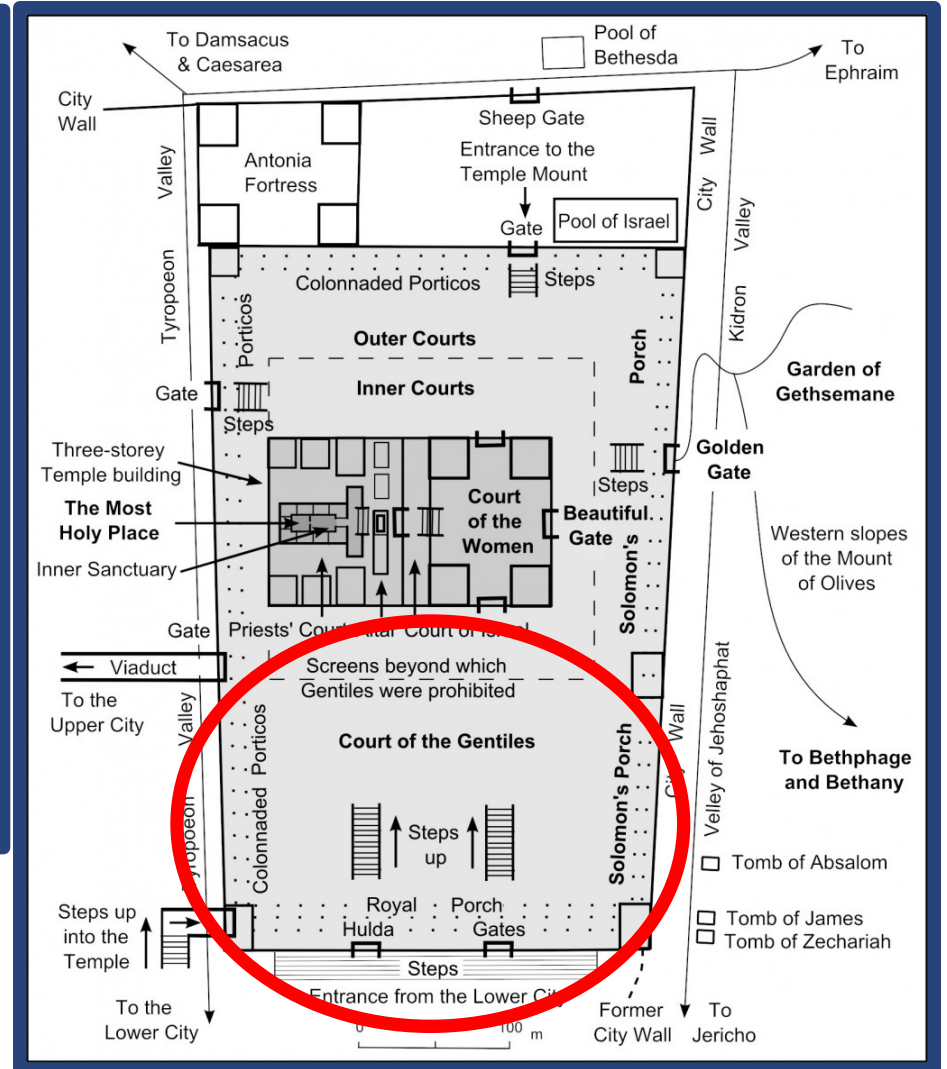 To Damsacus
& Caesarea
Pool of
Bethesda
To
Ephraim
City
Wall
Sheep Gate
Antonia
Fortress
Entrance to the
Temple Mount
Valley
City Wall
Gate
Pool of Israel
Valley
Tyropoeon
Colonnaded Porticos
Steps
Kidron
Porticos
Outer Courts
Porch
Inner Courts
Garden of
Gethsemane
Gate
Steps
Three-storey
Temple building
Golden
Gate
Steps
The Most
Holy Place
Court
of the
Women
Beautiful
Gate
Inner Sanctuary
Western slopes
of the Mount
of Olives
Solomon's
Gate
Priests' Court
Altar
Court of Israel
Viaduct
Screens beyond which
Gentiles were prohibited
To the
Upper City
Valley
Colonnaded Porticos
Court of the Gentiles
Solomon's Porch
City Wall
Velley of Jehoshaphat
To Bethphage
and Bethany
Tyropoeon
Steps
up
Tomb of Absalom
Steps up
into the
Temple
Royal Porch
Hulda Gates
Tomb of James
Tomb of Zechariah
Steps
Entrance from the Lower City
To the
Lower City
0 100 m
Former
City Wall
To
Jericho